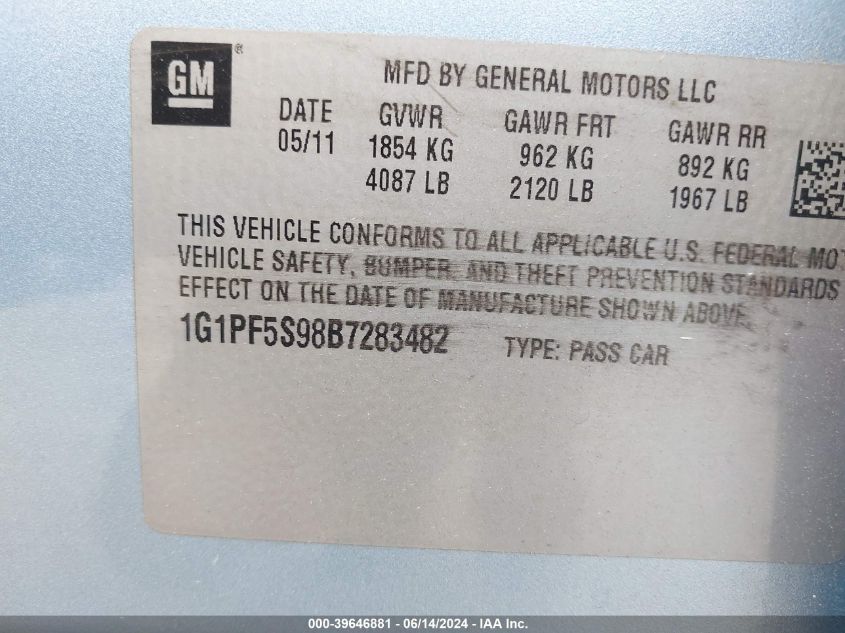 GM®
MFD BY GENERAL MOTORS LLC
DATE GVWR GAWR FRT GAWR RR
05/11 1854 KG 962 KG 892 KG
4087 LB 2120 LB 1967 LB
THIS VEHICLE CONFORMS TO ALL APPLICABLE U.S. FEDERAL MOT
VEHICLE SAFETY, BUMPER, AND THEFT PREVENTION STANDARDS
EFFECT ON THE DATE OF MANUFACTURE SHOWN ABOVE.
1G1PF5S98B7283482 TYPE: PASS CAR
000-39646881 - 06/14/2024 - IAA, Inc.